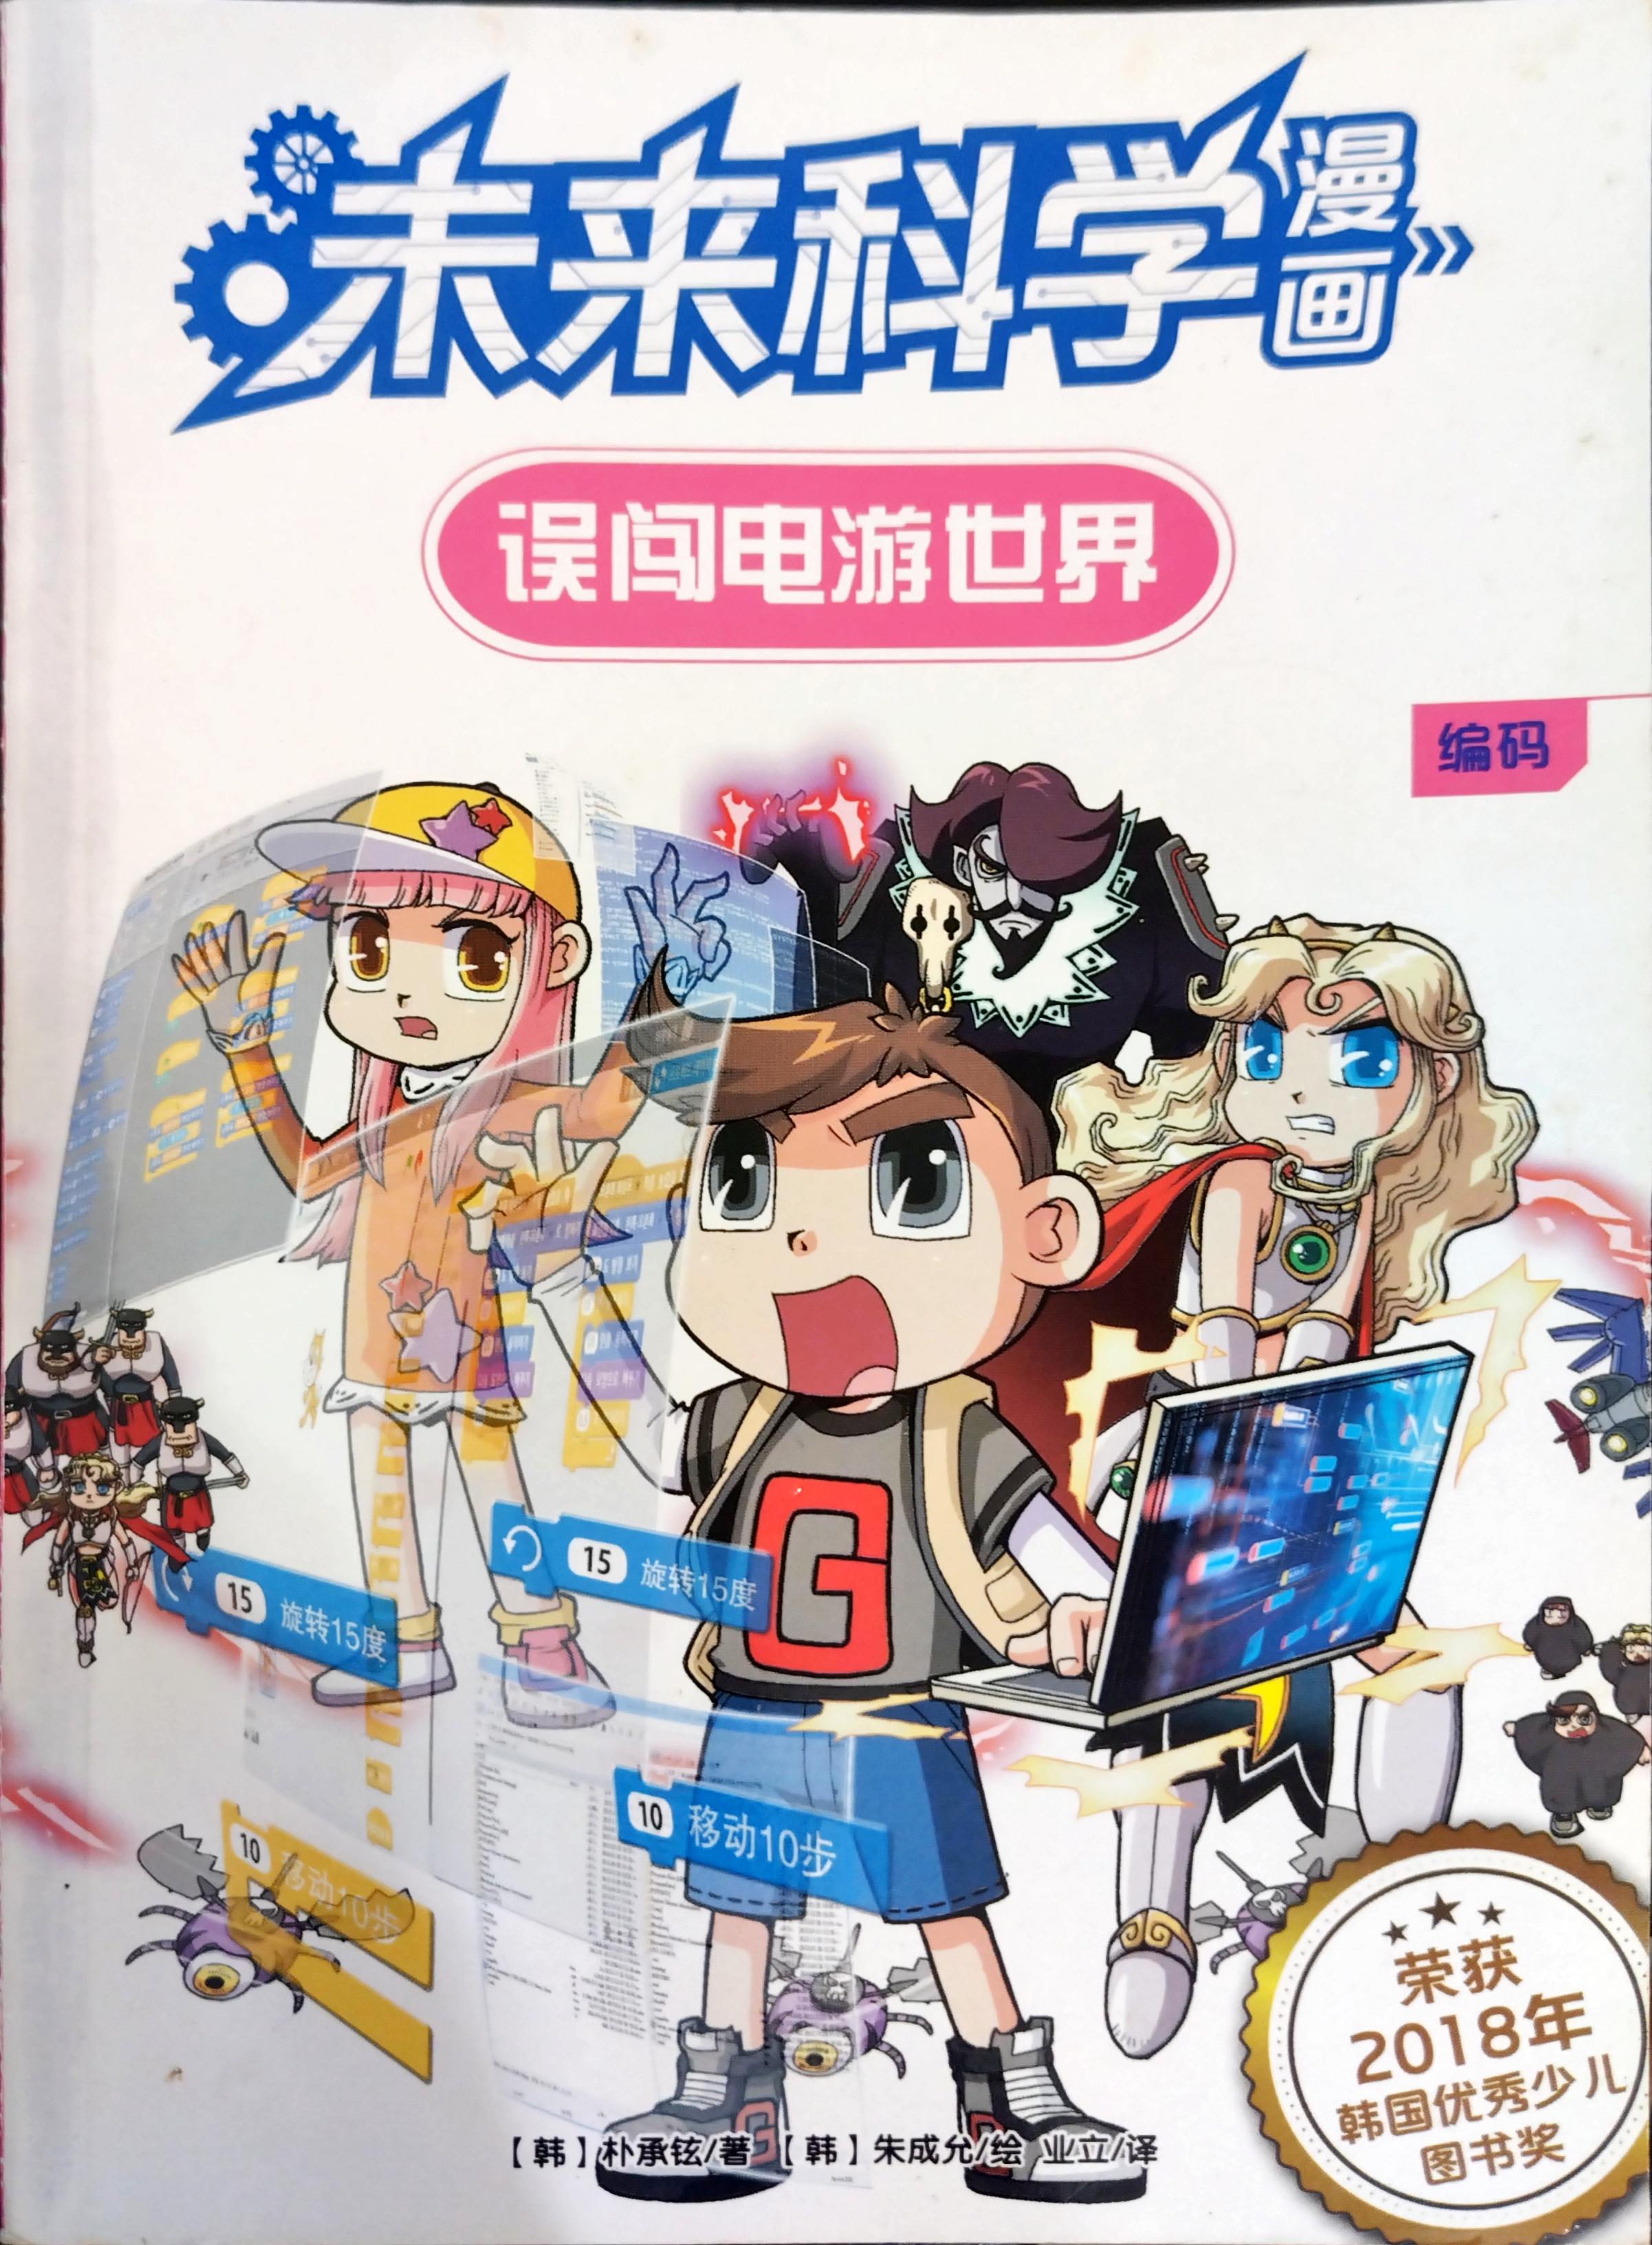 未来科学漫画
误闯电游世界
编码
15 旋转15度
15 旋转15度
10 移动10步
10 移动10步
G
荣获
2018年
韩国优秀少儿
图书奖
【韩】朴承铉/著 【韩】朱成允/绘 业立/译